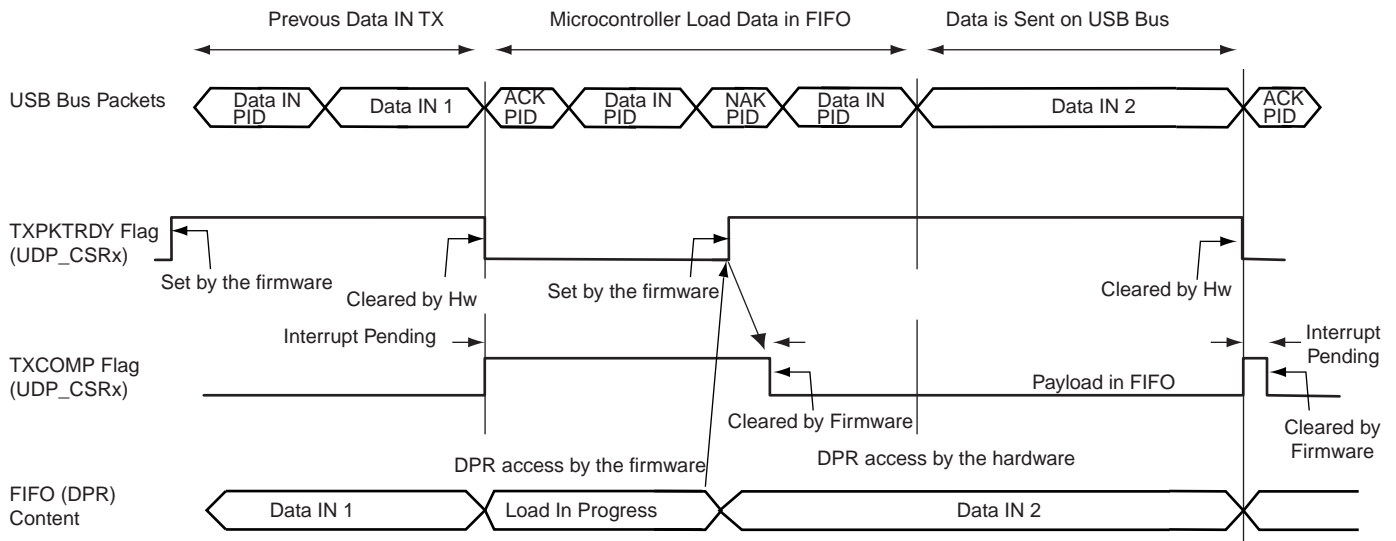 Prevous Data IN TX
Microcontroller Load Data in FIFO
Data is Sent on USB Bus
USB Bus Packets
Data IN
PID
Data IN 1
ACK
PID
Data IN
PID
NAK
PID
Data IN
PID
Data IN 2
ACK
PID
TXPKTRDY Flag
(UDP_CSRx)
Set by the firmware
Cleared by Hw
Set by the firmware
Cleared by Hw
Interrupt Pending
Interrupt
Pending
TXCOMP Flag
(UDP_CSRx)
Payload in FIFO
Cleared by Firmware
Cleared by
Firmware
DPR access by the firmware
DPR access by the hardware
FIFO (DPR)
Content
Data IN 1
Load In Progress
Data IN 2